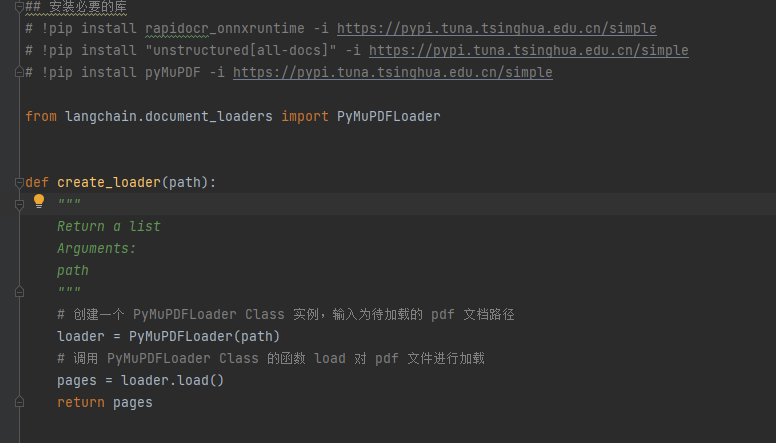 ## 安装必要的库
# !pip install rapidocr_onnxruntime -i https://pypi.tuna.tsinghua.edu.cn/simple
# !pip install "unstructured[all-docs]" -i https://pypi.tuna.tsinghua.edu.cn/simple
# !pip install pyMuPDF -i https://pypi.tuna.tsinghua.edu.cn/simple
from langchain.document_loaders import PyMuPDFLoader
def create_loader(path):
"""
Return a list
Arguments:
path
"""
# 创建一个 PyMuPDFLoader Class 实例，输入为待加载的 pdf 文档路径
loader = PyMuPDFLoader(path)
# 调用 PyMuPDFLoader Class 的函数 load 对 pdf 文件进行加载
pages = loader.load()
return pages